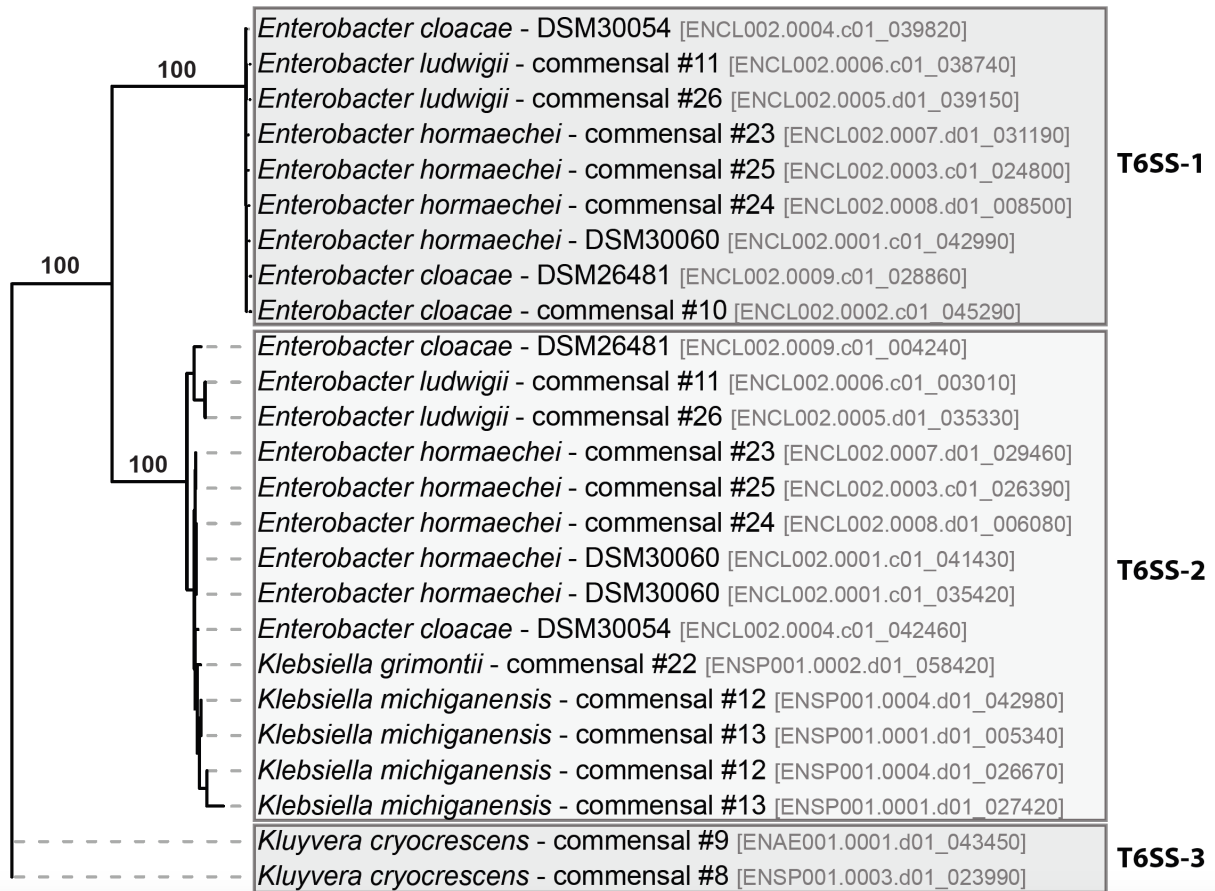 Enterobacter cloacae - DSM30054 [ENCL002.0004.c01_039820]
100
Enterobacter ludwigii - commensal #11 [ENCL002.0006.c01_038740]
Enterobacter ludwigii - commensal #26 [ENCL002.0005.d01_039150]
Enterobacter hormaechei - commensal #23 [ENCL002.0007.d01_031190]
T6SS-1
Enterobacter hormaechei - commensal #25 [ENCL002.0003.c01_024800]
Enterobacter hormaechei - commensal #24 [ENCL002.0008.d01_008500]
Enterobacter hormaechei - DSM30060 [ENCL002.0001.c01_042990]
100
Enterobacter cloacae - DSM26481 [ENCL002.0009.c01_028860]
Enterobacter cloacae - commensal #10 [ENCL002.0002.c01_045290]
Enterobacter cloacae - DSM26481 [ENCL002.0009.c01_004240]
Enterobacter ludwigii - commensal #11 [ENCL002.0006.c01_003010]
Enterobacter ludwigii - commensal #26 [ENCL002.0005.d01_035330]
Enterobacter hormaechei - commensal #23 [ENCL002.0007.d01_029460]
100
Enterobacter hormaechei - commensal #25 [ENCL002.0003.c01_026390]
Enterobacter hormaechei - commensal #24 [ENCL002.0008.d01_006080]
Enterobacter hormaechei - DSM30060 [ENCL002.0001.c01_041430]
T6SS-2
Enterobacter hormaechei - DSM30060 [ENCL002.0001.c01_035420]
Enterobacter cloacae - DSM30054 [ENCL002.0004.c01_042460]
Klebsiella grimontii - commensal #22 [ENSP001.0002.d01_058420]
Klebsiella michiganensis - commensal #12 [ENSP001.0004.d01_042980]
Klebsiella michiganensis - commensal #13 [ENSP001.0001.d01_005340]
Klebsiella michiganensis - commensal #12 [ENSP001.0004.d01_026670]
Klebsiella michiganensis - commensal #13 [ENSP001.0001.d01_027420]
Kluyvera cryocrescens - commensal #9 [ENAE001.0001.d01_043450]
T6SS-3
Kluyvera cryocrescens - commensal #8 [ENSP001.0003.d01_023990]